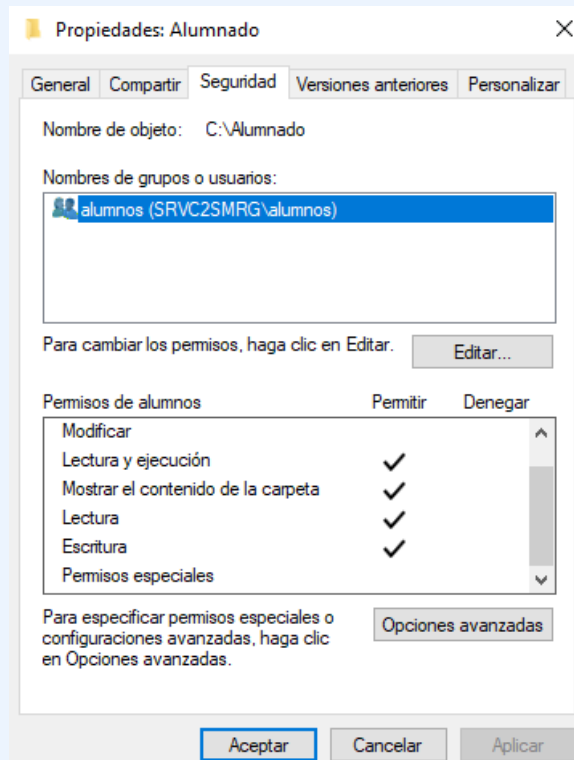 Propiedades: Alumnado
General Compartir Seguridad Versiones anteriores Personalizar
Nombre de objeto: C:\Alumnado
Nombres de grupos o usuarios:
alumnos (SRVC2SMRG\alumnos)
Para cambiar los permisos, haga clic en Editar. Editar...
Permisos de alumnos Permitir Denegar
Modificar
Lectura y ejecución
Mostrar el contenido de la carpeta
Lectura
Escritura
Permisos especiales
Para especificar permisos especiales o
configuraciones avanzadas, haga clic
en Opciones avanzadas.
Opciones avanzadas
Aceptar Cancelar Aplicar